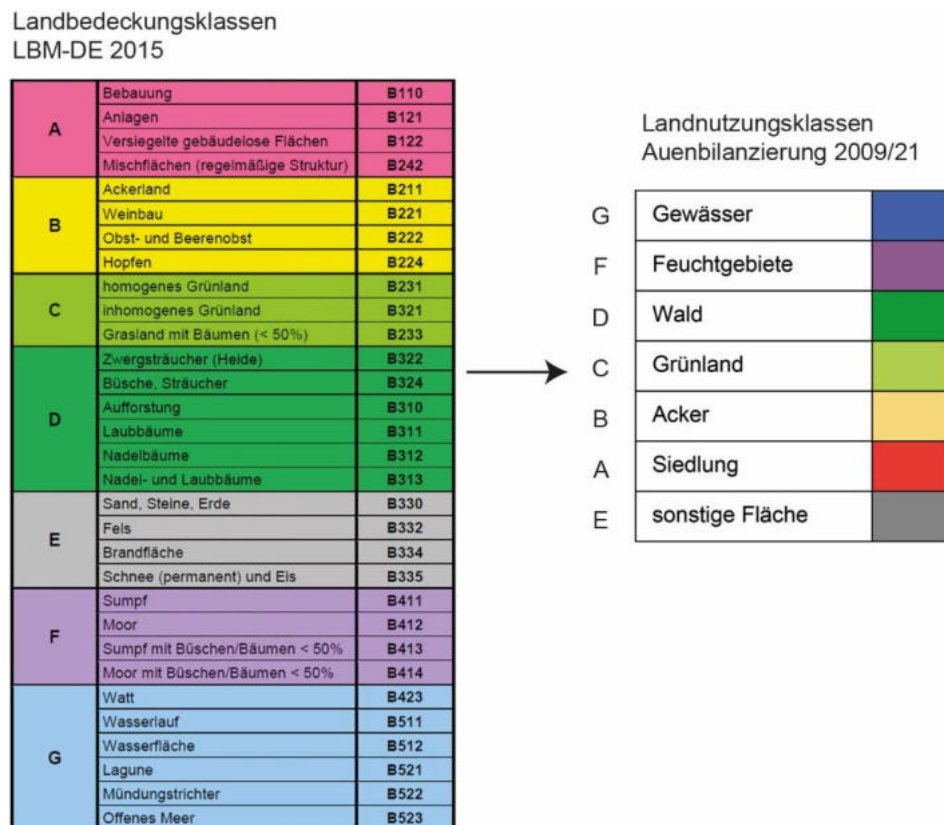 Landbedeckungsklassen
LBM-DE 2015
A
Bebauung B110
Anlagen B121
Versiegelte gebäudelose Flächen B122
Mischflächen (regelmäßige Struktur) B242
B
Ackerland B211
Weinbau B221
Obst- und Beerenobst B222
Hopfen B224
C
homogenes Grünland B231
inhomogenes Grünland B321
Grasland mit Bäumen (< 50%) B233
D
Zwergsträucher (Heide) B322
Büsche, Sträucher B324
Aufforstung B310
Laubbäume B311
Nadelbäume B312
Nadel- und Laubbäume B313
E
Sand, Steine, Erde B330
Fels B332
Brandfläche B334
Schnee (permanent) und Eis B335
F
Sumpf B411
Moor B412
Sumpf mit Büschen/Bäumen < 50% B413
Moor mit Büschen/Bäumen < 50% B414
G
Watt B423
Wasserlauf B511
Wasserfläche B512
Lagune B521
Mündungstrichter B522
Offenes Meer B523
Landnutzungsklassen
Auenbilanzierung 2009/21
G Gewässer
F Feuchtgebiete
D Wald
C Grünland
B Acker
A Siedlung
E sonstige Fläche